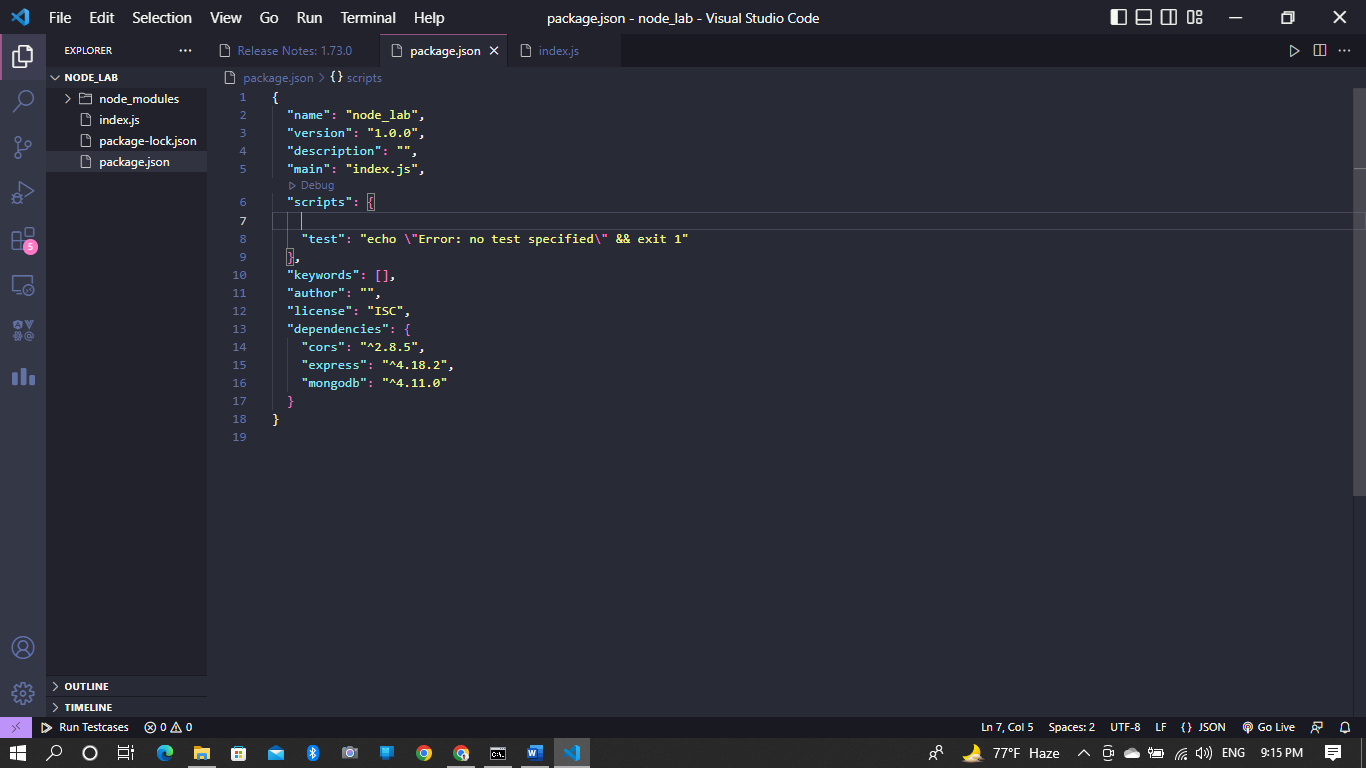 File Edit Selection View Go Run Terminal Help package.json - node_lab - Visual Studio Code
EXPLORER ··· Release Notes: 1.73.0 package.json index.js
NODE_LAB package.json > {} scripts
node_modules
index.js
package-lock.json
package.json
1 {
2 "name": "node_lab",
3 "version": "1.0.0",
4 "description": "",
5 "main": "index.js",
Debug
6 "scripts": {
7
8 "test": "echo \"Error: no test specified\" && exit 1"
9 },
10 "keywords": [],
11 "author": "",
12 "license": "ISC",
13 "dependencies": {
14 "cors": "^2.8.5",
15 "express": "^4.18.2",
16 "mongodb": "^4.11.0"
17 }
18 }
19
5
OUTLINE
TIMELINE
Run Testcases 0 0 Ln 7, Col 5 Spaces: 2 UTF-8 LF {} JSON Go Live
77°F Haze ENG 9:15 PM